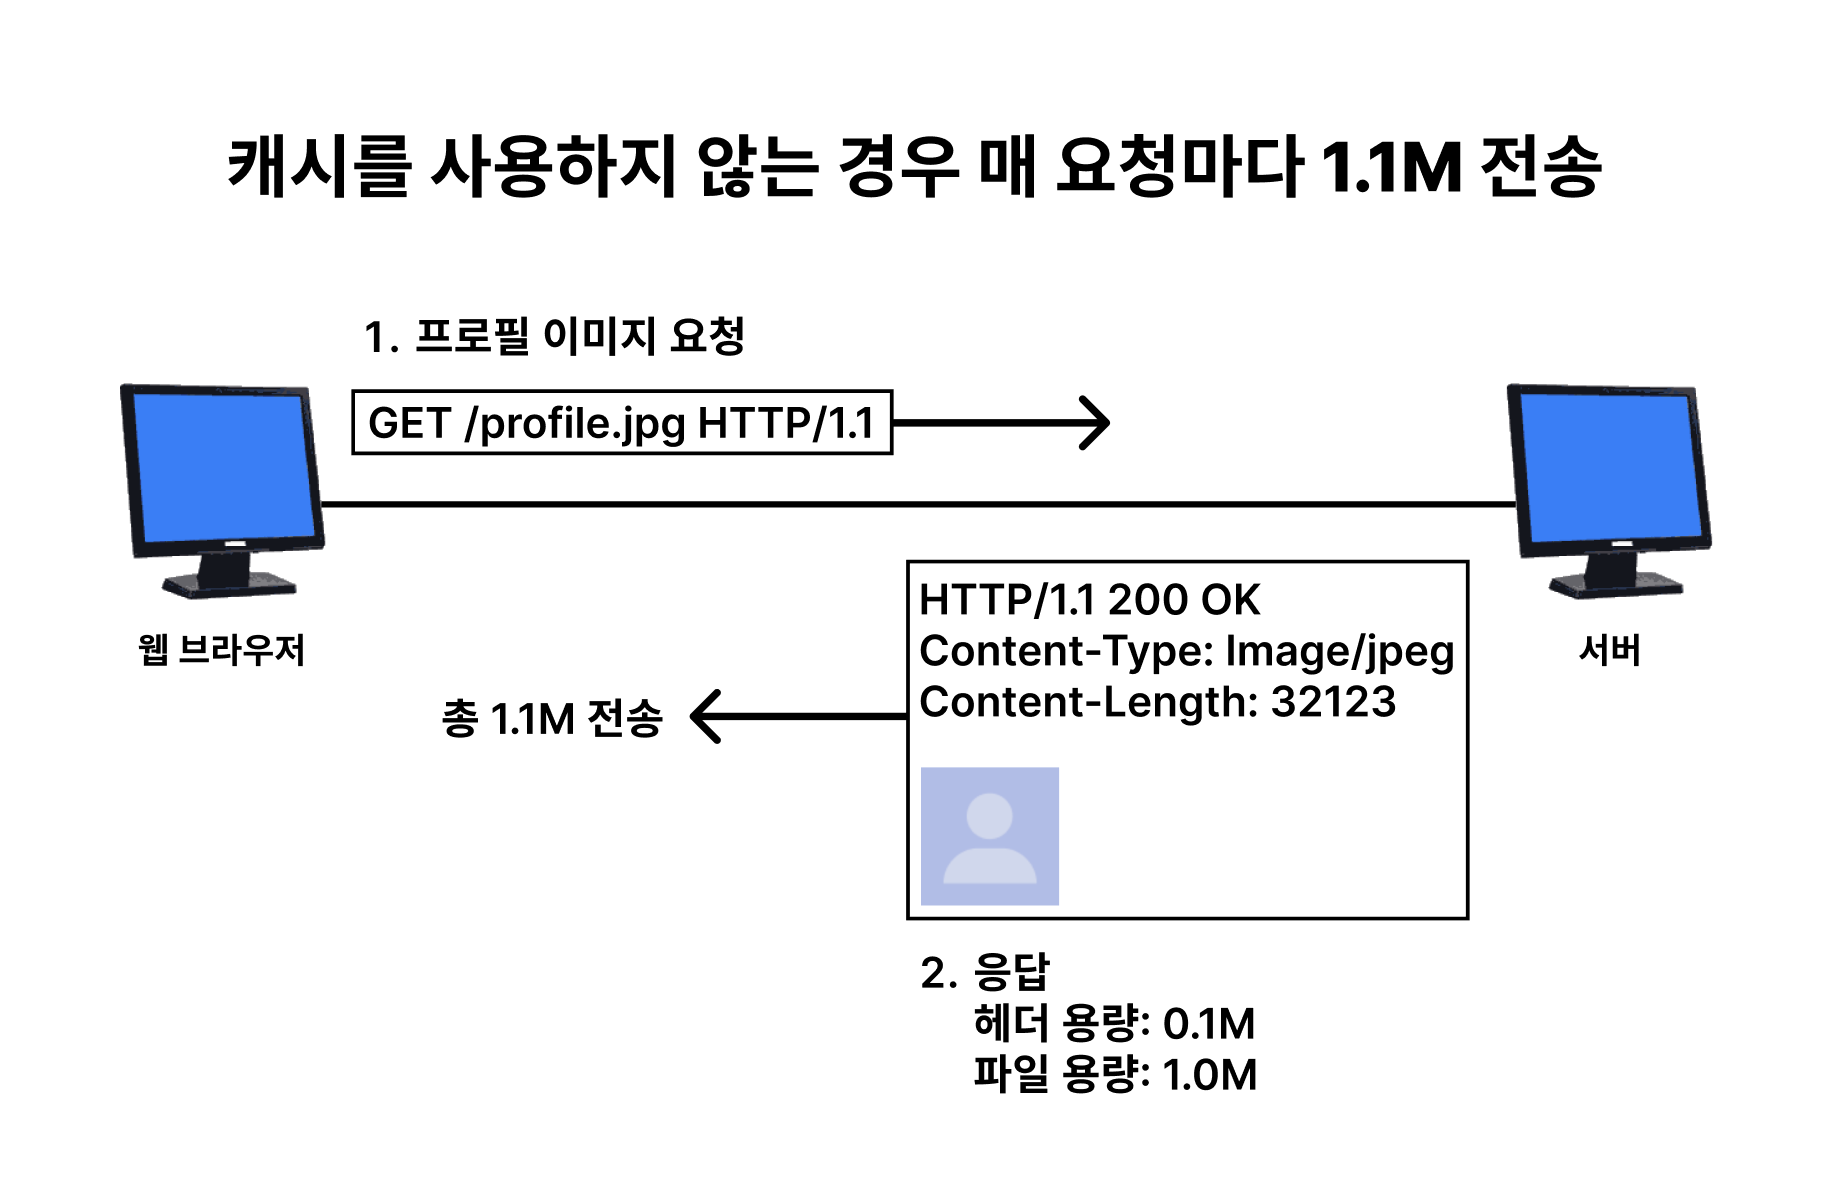 캐시를 사용하지 않는 경우 매 요청마다 1.1M 전송
1. 프로필 이미지 요청
GET /profile.jpg HTTP/1.1
웹 브라우저
서버
HTTP/1.1 200 OK
Content-Type: Image/jpeg
Content-Length: 32123
총 1.1M 전송
2. 응답
헤더 용량: 0.1M
파일 용량: 1.0M